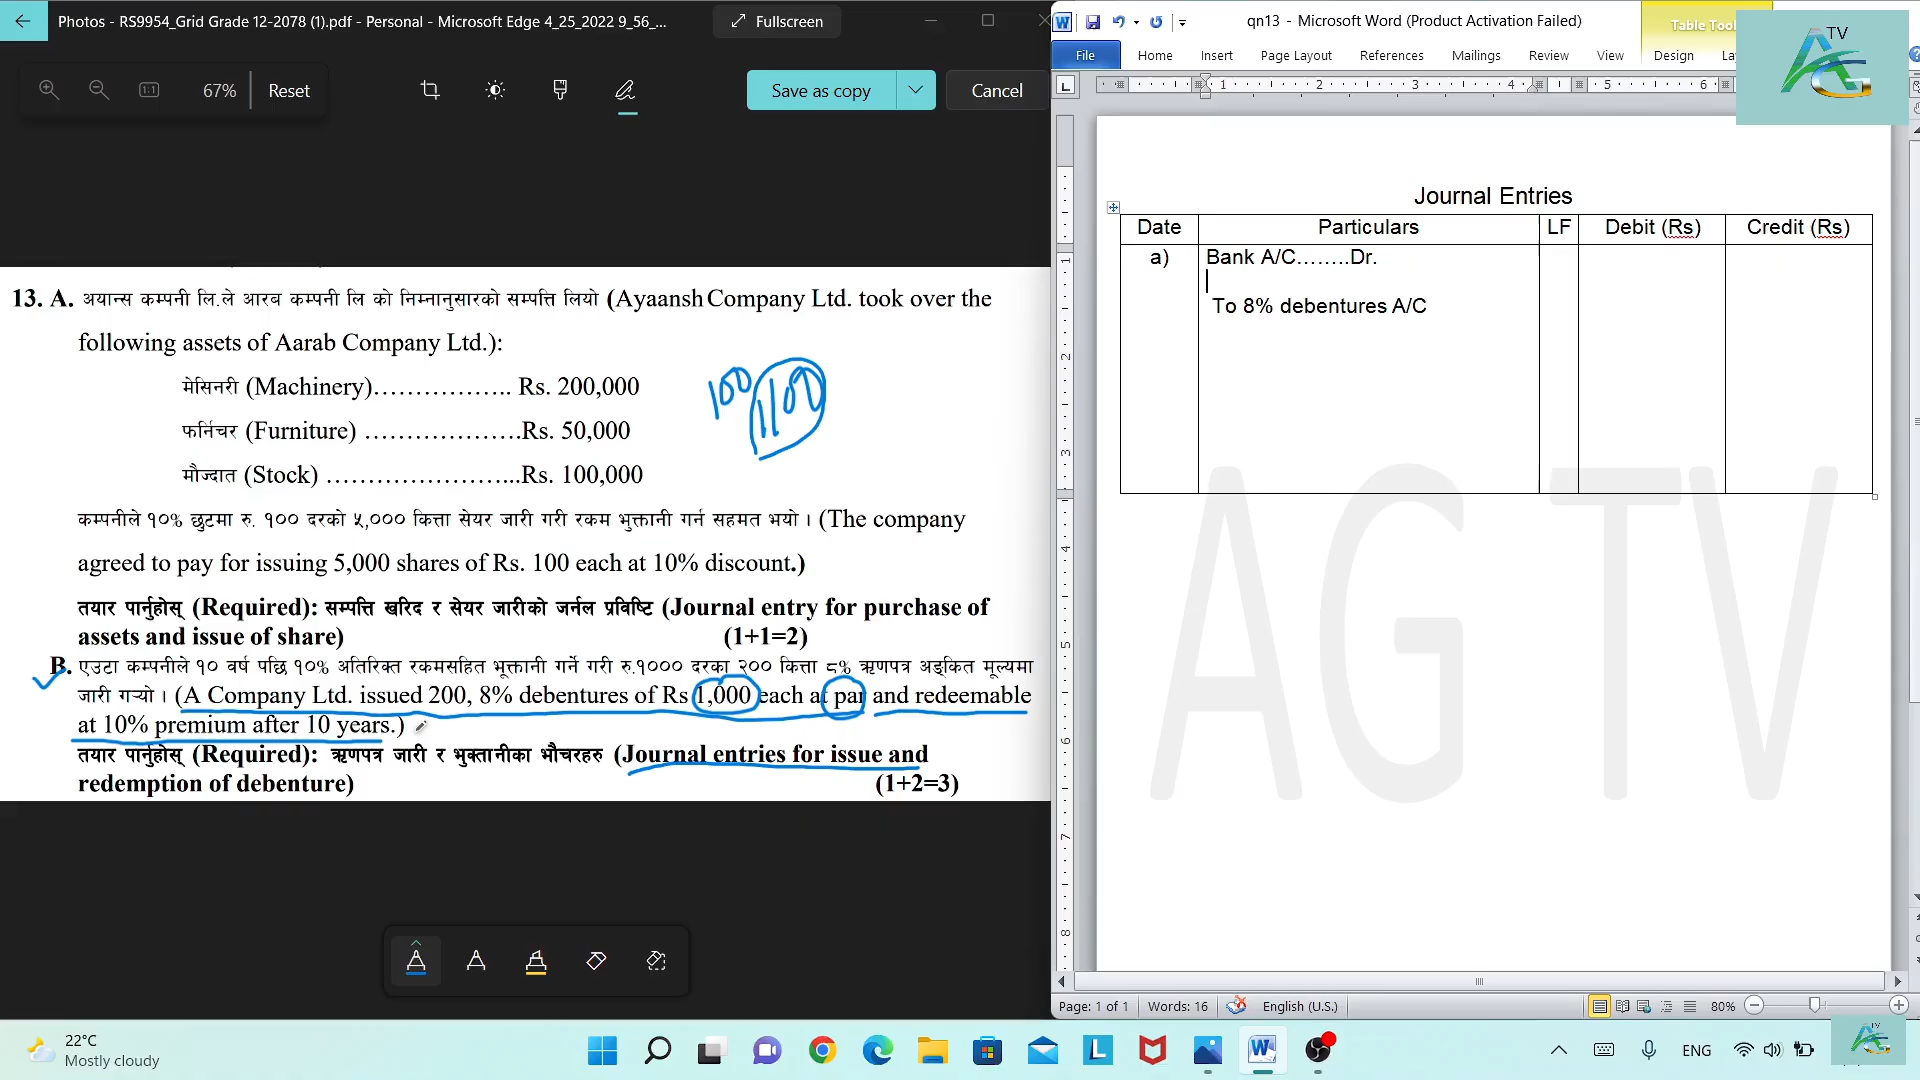 Photos - RS9954_Grid Grade 12-2078 (1).pdf - Personal - Microsoft Edge 4_25_2022 9_56_...
Fullscreen
67%
Reset
Save as copy
Cancel
13. A. अयान्स कम्पनी लि.ले आरब कम्पनी लि को निम्नानुसारको सम्पत्ति लियो (Ayaansh Company Ltd. took over the
following assets of Aarab Company Ltd.):
मेसिनरी (Machinery)………………….. Rs. 200,000
फर्निचर (Furniture) ………………….Rs. 50,000
मौज्दात (Stock) …………………...Rs. 100,000
100
1100
कम्पनीले १०% छुटमा रु. १०० दरको ५,००० कित्ता सेयर जारी गरी रकम भुक्तानी गर्न सहमत भयो । (The company
agreed to pay for issuing 5,000 shares of Rs. 100 each at 10% discount.)
तयार पार्नुहोस् (Required): सम्पत्ति खरिद र सेयर जारीको जर्नल प्रविष्टि (Journal entry for purchase of
assets and issue of share) (1+1=2)
B. एउटा कम्पनीले १० वर्ष पछि १०% अतिरिक्त रकमसहित भूक्तानी गर्ने गरी रु.१००० दरका २०० कित्ता ८% ऋणपत्र अङ्कित मूल्यमा
जारी गर्‍यो । (A Company Ltd. issued 200, 8% debentures of Rs 1,000 each at par and redeemable
at 10% premium after 10 years.)
तयार पार्नुहोस् (Required): ऋणपत्र जारी र भुक्तानीका भौचरहरु (Journal entries for issue and
redemption of debenture) (1+2=3)
qn13 - Microsoft Word (Product Activation Failed)
Table Tool
File Home Insert Page Layout References Mailings Review View Design
TV
AG
Journal Entries
Date Particulars LF Debit (Rs) Credit (Rs)
a) Bank A/C……..Dr.
To 8% debentures A/C
AG TV
Page: 1 of 1 Words: 16 English (U.S.) 80%
22°C
Mostly cloudy
ENG